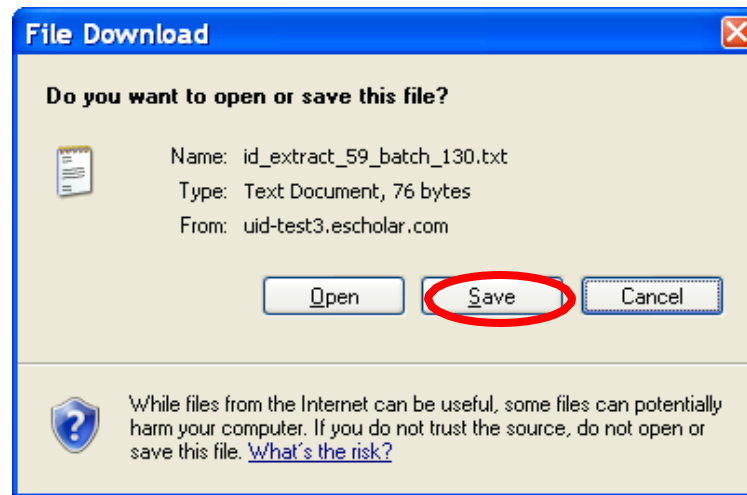 File Download
Do you want to open or save this file?
Name: id_extract_59_batch_130.txt
Type: Text Document, 76 bytes
From: uid-test3.escholar.com
Open Save Cancel
While files from the Internet can be useful, some files can potentially
harm your computer. If you do not trust the source, do not open or
save this file. What's the risk?